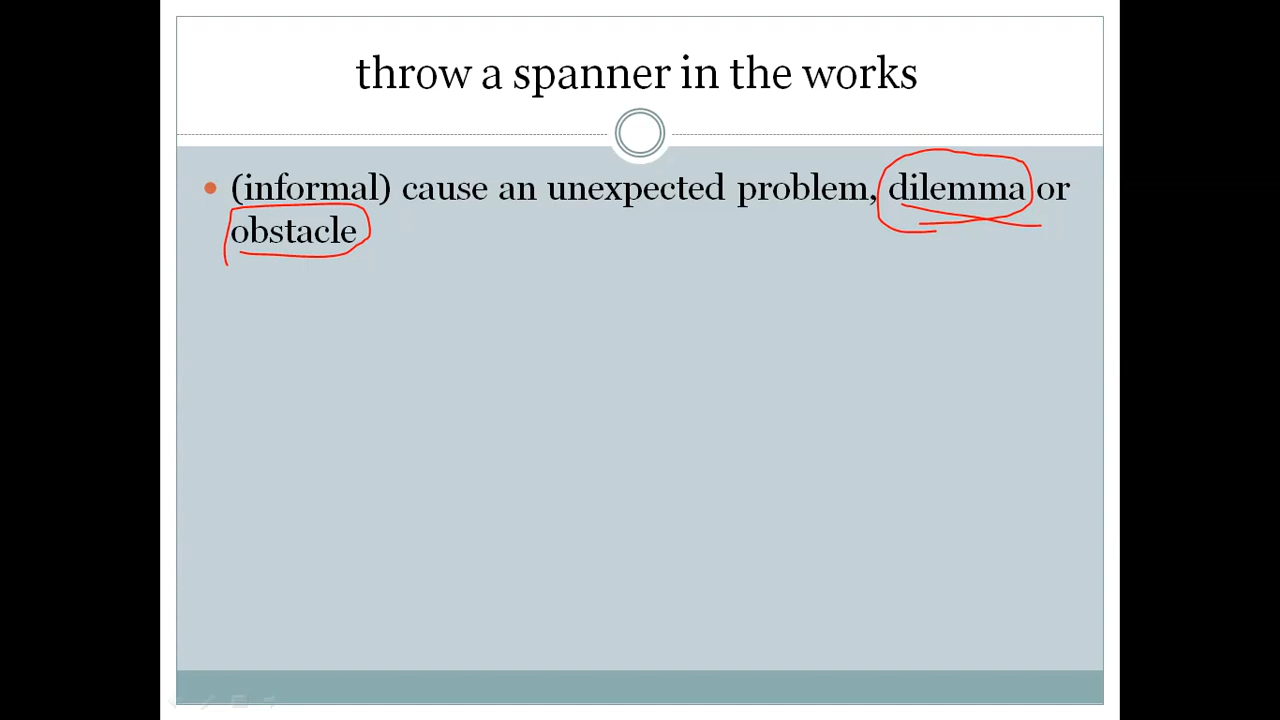 throw a spanner in the works
(informal) cause an unexpected problem, dilemma or
obstacle